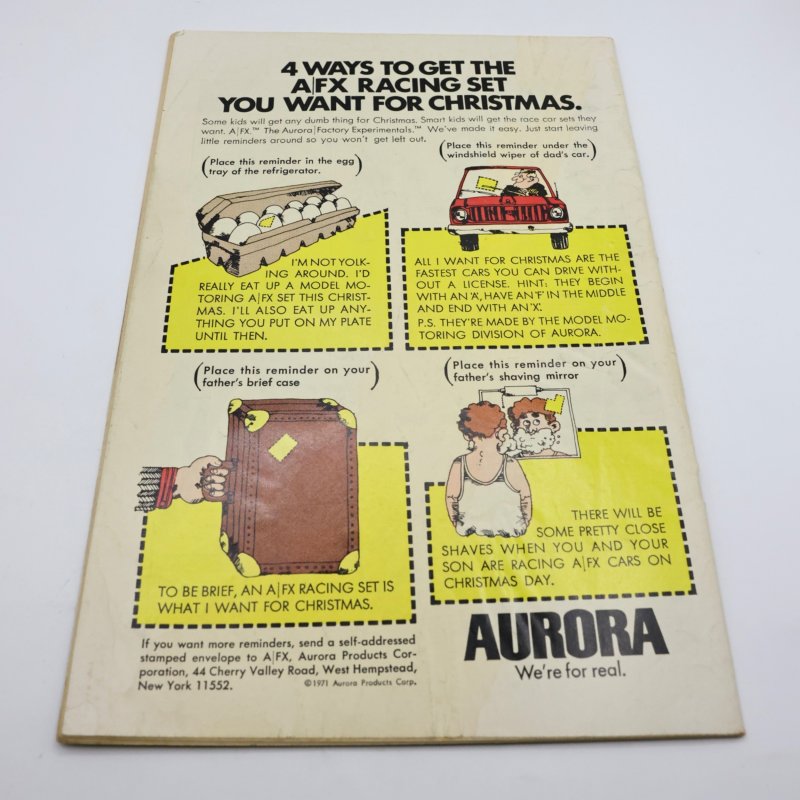 4 WAYS TO GET THE
A|FX RACING SET
YOU WANT FOR CHRISTMAS.
Some kids will get any dumb thing for Christmas. Smart kids will get the race car sets they
want. A|FX.™ The Aurora|Factory Experimentals.™ We've made it easy. Just start leaving
little reminders around so you won't get left out.
(Place this reminder in the egg
tray of the refrigerator.)
I'M NOT YOLK-
ING AROUND. I'D
REALLY EAT UP A MODEL MO-
TORING A|FX SET THIS CHRIST-
MAS. I'LL ALSO EAT UP ANY-
THING YOU PUT ON MY PLATE
UNTIL THEN.
(Place this reminder under the
windshield wiper of dad's car.)
ALL I WANT FOR CHRISTMAS ARE THE
FASTEST CARS YOU CAN DRIVE WITH-
OUT A LICENSE. HINT: THEY BEGIN
WITH AN 'A', HAVE AN 'F' IN THE MIDDLE
AND END WITH AN 'X'.
P.S. THEY'RE MADE BY THE MODEL MO-
TORING DIVISION OF AURORA.
(Place this reminder on your
father's brief case)
TO BE BRIEF, AN A|FX RACING SET IS
WHAT I WANT FOR CHRISTMAS.
(Place this reminder on your
father's shaving mirror)
THERE WILL BE
SOME PRETTY CLOSE
SHAVES WHEN YOU AND YOUR
SON ARE RACING A|FX CARS ON
CHRISTMAS DAY.
If you want more reminders, send a self-addressed
stamped envelope to A|FX, Aurora Products Cor-
poration, 44 Cherry Valley Road, West Hempstead,
New York 11552.
©1971 Aurora Products Corp.
AURORA
We're for real.